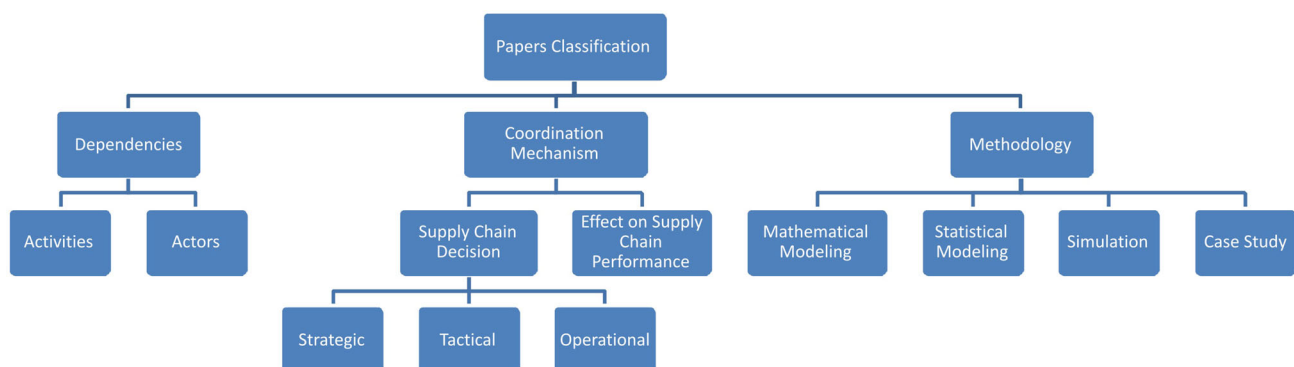 Papers Classification
Dependencies
Coordination
Mechanism
Methodology
Activities
Actors
Supply Chain
Decision
Effect on Supply
Chain
Performance
Mathematical
Modeling
Statistical
Modeling
Simulation
Case Study
Strategic
Tactical
Operational